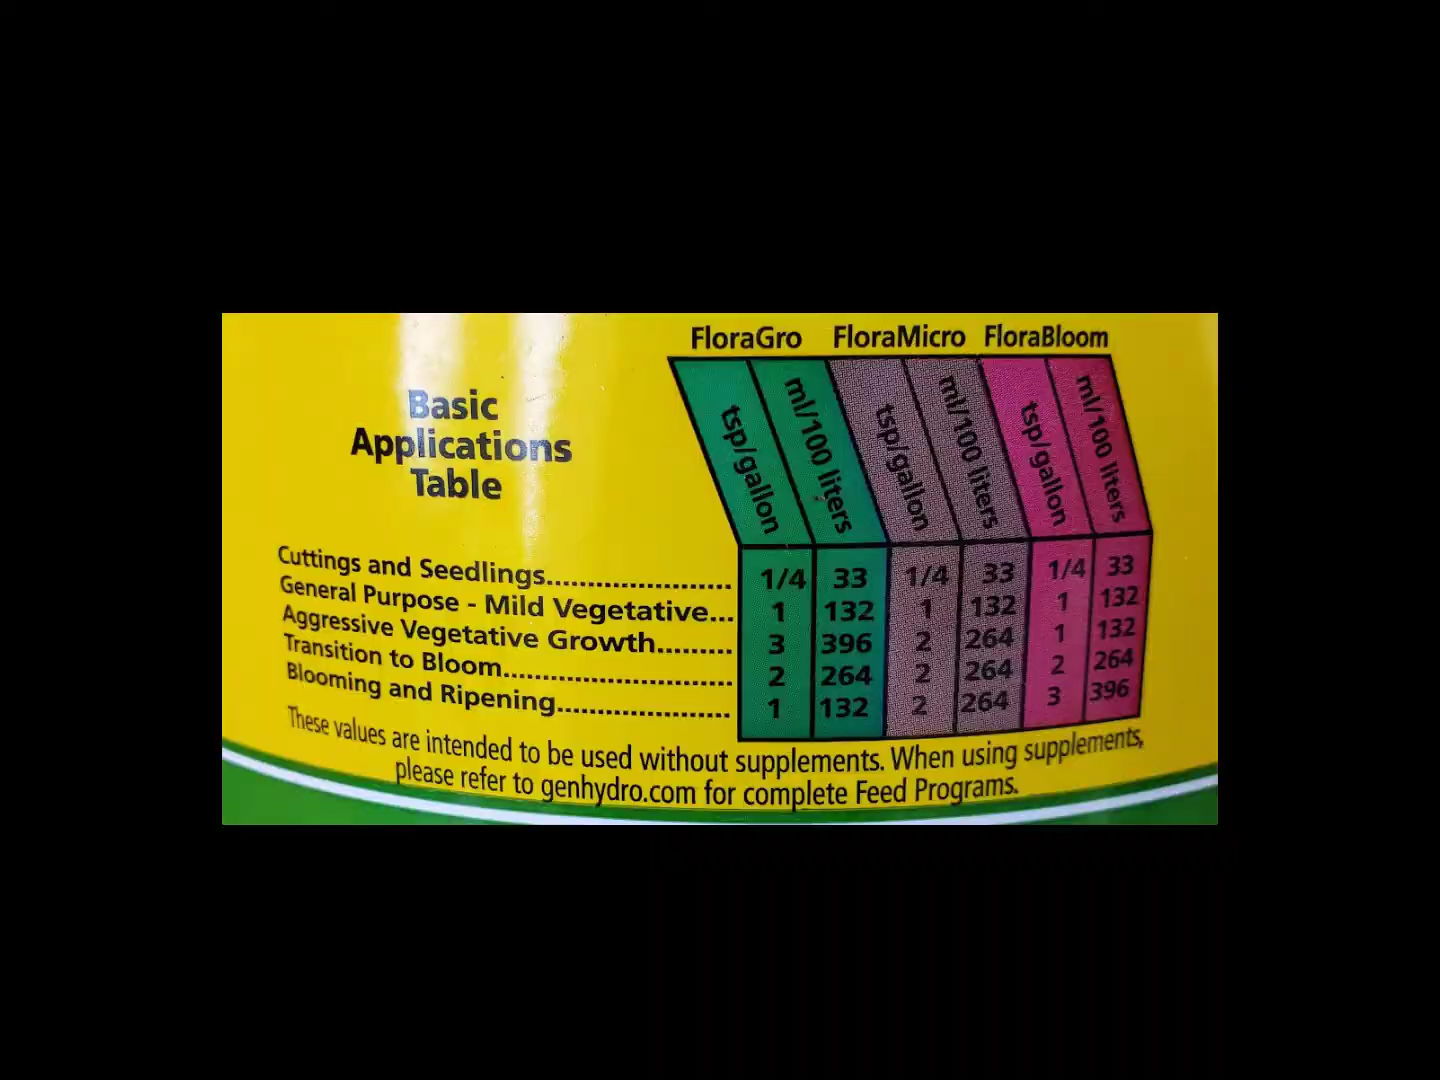 FloraGro FloraMicro FloraBloom
tsp/gallon ml/100 liters tsp/gallon ml/100 liters tsp/gallon ml/100 liters
Basic
Applications
Table
Cuttings and Seedlings...................... 1/4 33 1/4 33 1/4 33
General Purpose - Mild Vegetative... 1 132 1 132 1 132
Aggressive Vegetative Growth......... 3 396 2 264 1 132
Transition to Bloom........................... 2 264 2 264 2 264
Blooming and Ripening.................... 1 132 2 264 3 396
These values are intended to be used without supplements. When using supplements,
please refer to genhydro.com for complete Feed Programs.